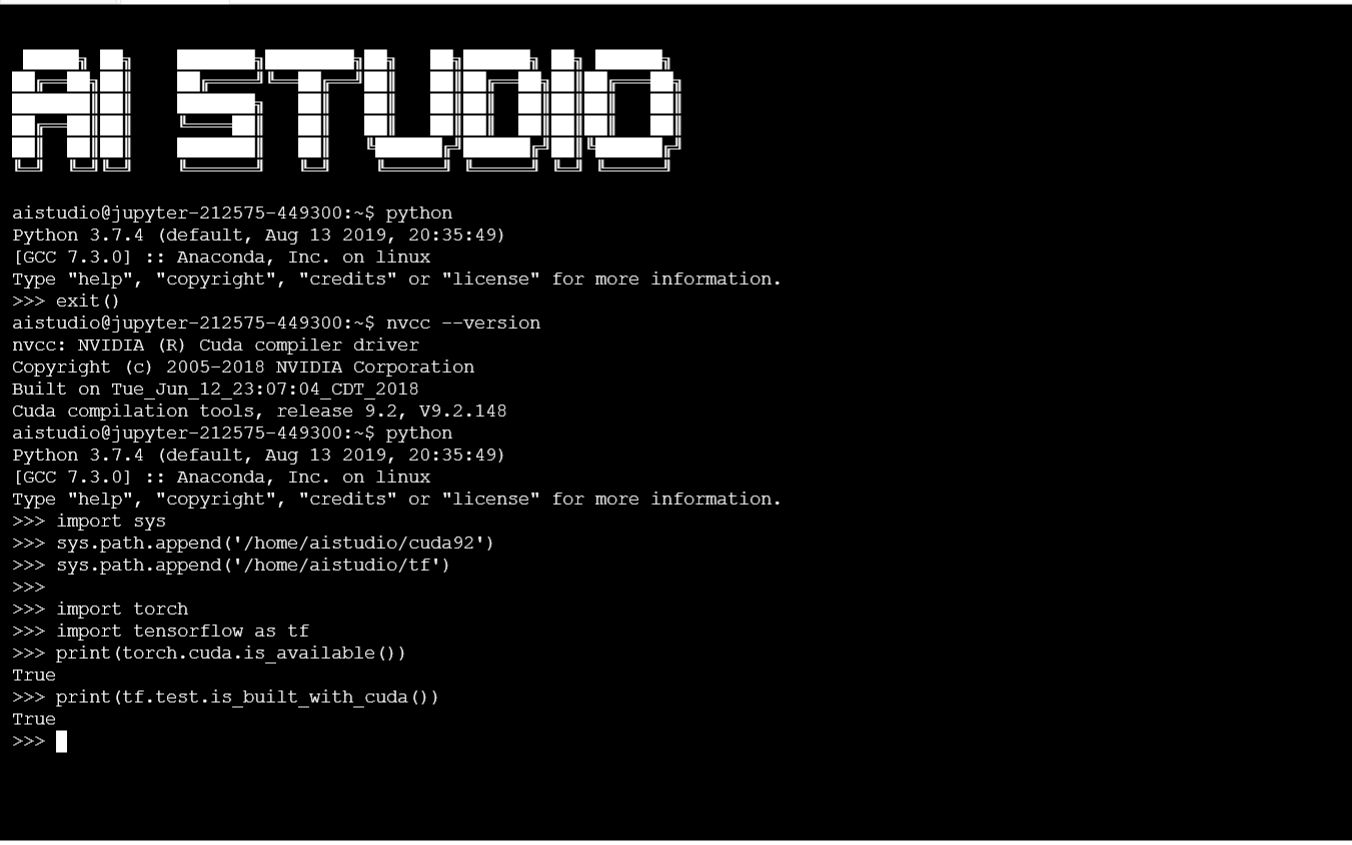 AI STUDIO
aistudio@jupyter-212575-449300:~$ python
Python 3.7.4 (default, Aug 13 2019, 20:35:49)
[GCC 7.3.0] :: Anaconda, Inc. on linux
Type "help", "copyright", "credits" or "license" for more information.
>>> exit()
aistudio@jupyter-212575-449300:~$ nvcc --version
nvcc: NVIDIA (R) Cuda compiler driver
Copyright (c) 2005-2018 NVIDIA Corporation
Built on Tue_Jun_12_23:07:04_CDT_2018
Cuda compilation tools, release 9.2, V9.2.148
aistudio@jupyter-212575-449300:~$ python
Python 3.7.4 (default, Aug 13 2019, 20:35:49)
[GCC 7.3.0] :: Anaconda, Inc. on linux
Type "help", "copyright", "credits" or "license" for more information.
>>> import sys
>>> sys.path.append('/home/aistudio/cuda92')
>>> sys.path.append('/home/aistudio/tf')
>>>
>>> import torch
>>> import tensorflow as tf
>>> print(torch.cuda.is_available())
True
>>> print(tf.test.is_built_with_cuda())
True
>>>